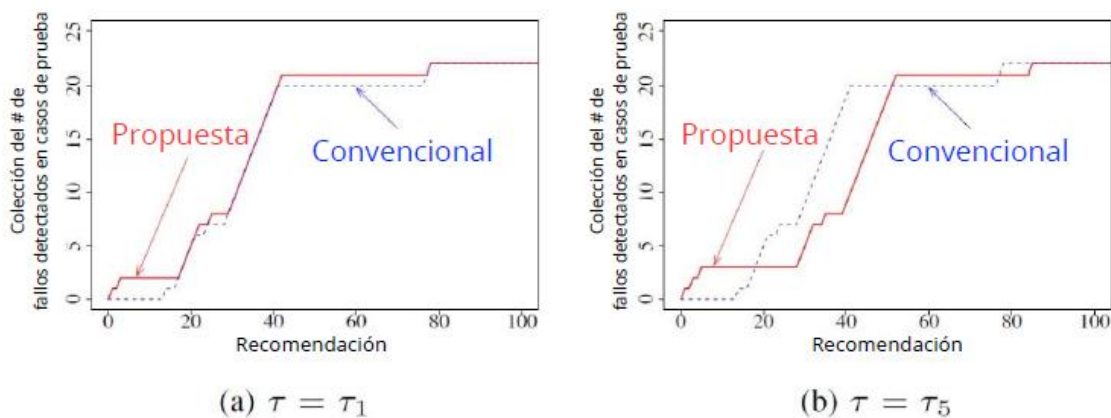 Colección del # de
fallos detectados en casos de prueba
25
20
15
10
5
0
Propuesta
Convencional
0 20 40 60 80 100
Recomendación
(a) τ = τ₁
Colección del # de
fallos detectados en casos de prueba
25
20
15
10
5
0
Propuesta
Convencional
0 20 40 60 80 100
Recomendación
(b) τ = τ₅